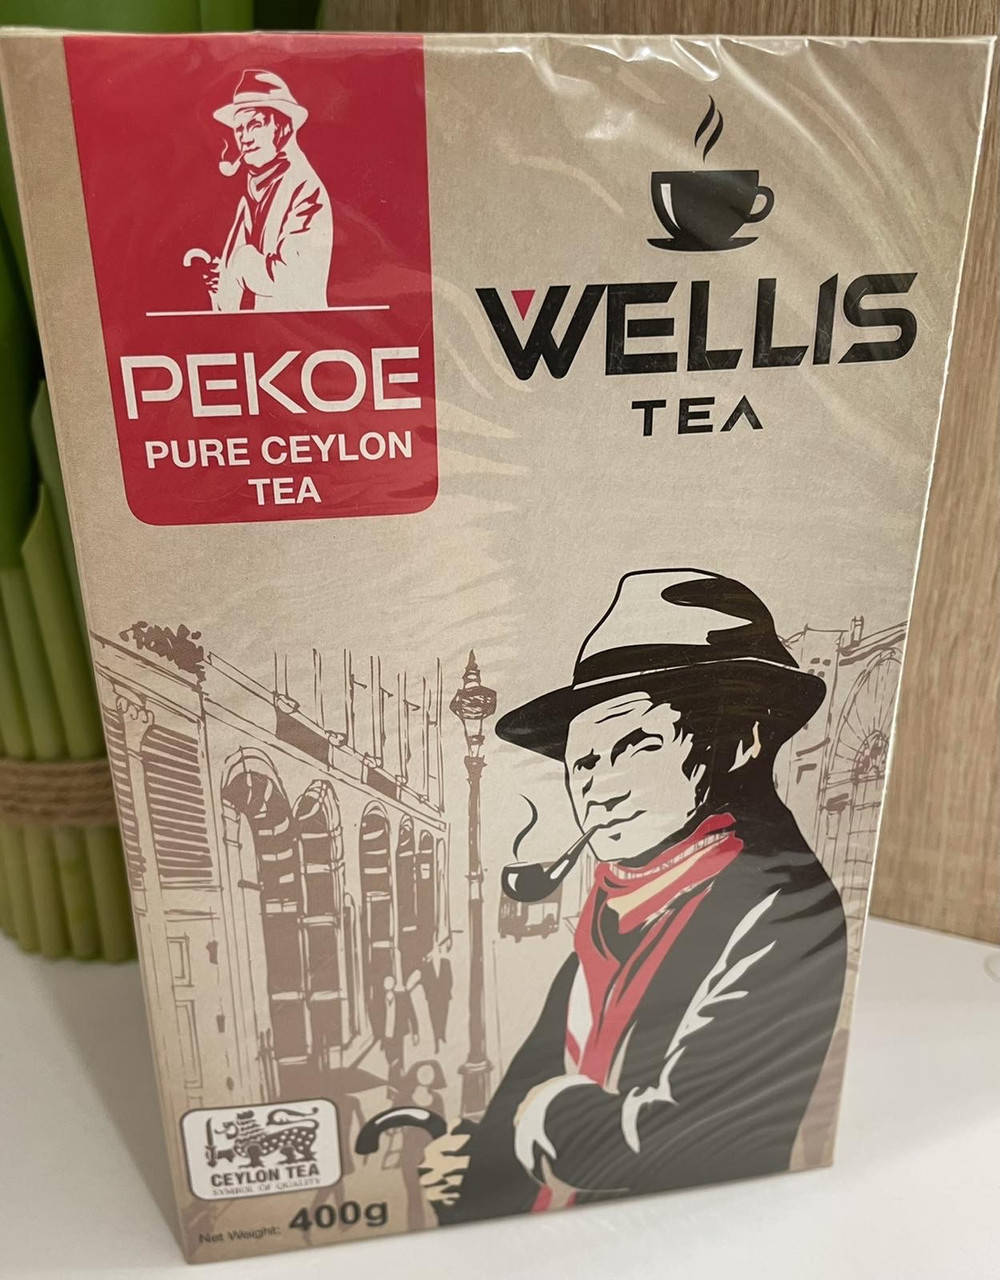 PEKOE
PURE CEYLON
TEA
WELLIS
TEA
CEYLON TEA
SYMBOL OF QUALITY
Net Weight: 400g